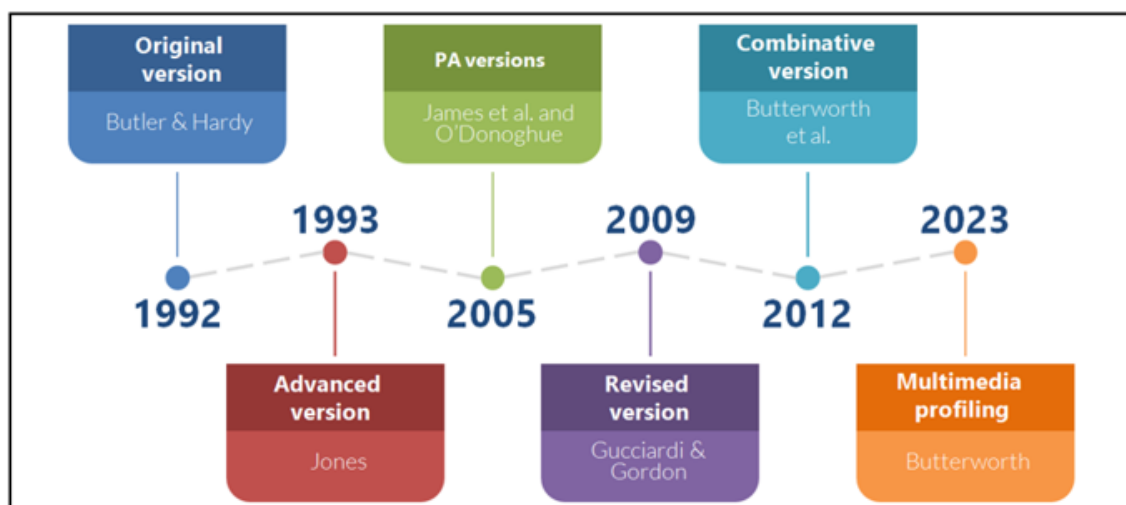 Original
version
Butler & Hardy
PA versions
James et al. and
O'Donoghue
Combinative
version
Butterworth
et al.
1993
2009
2023
1992
2005
2012
Advanced
version
Jones
Revised
version
Gucciardi &
Gordon
Multimedia
profiling
Butterworth